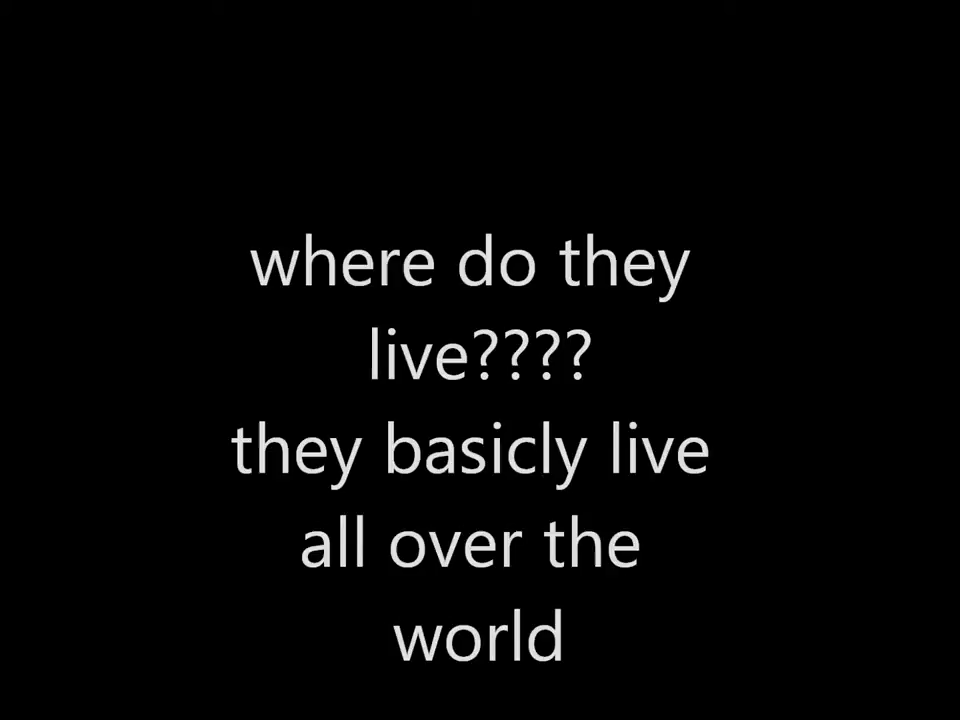 where do they
live????
they basicly live
all over the
world